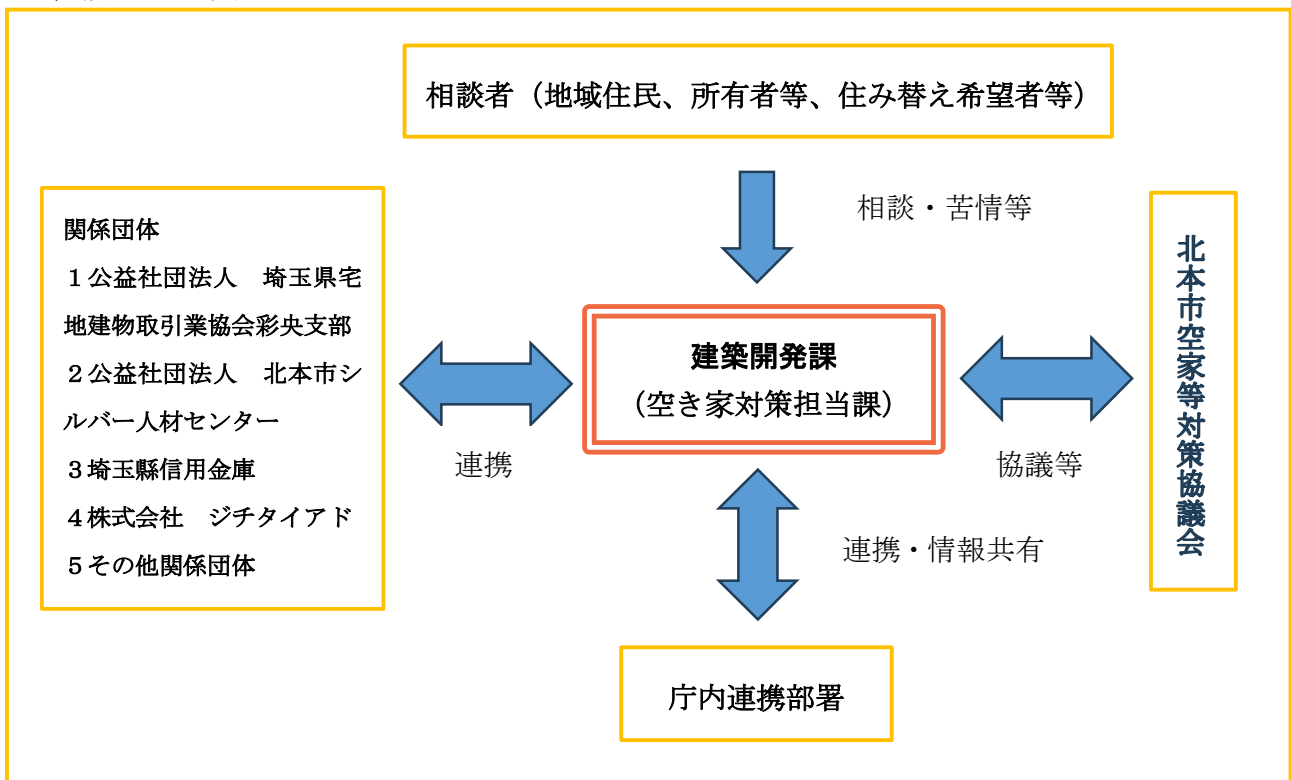 相談者（地域住民、所有者等、住み替え希望者等）
相談・苦情等
関係団体
１公益社団法人　埼玉県宅
地建物取引業協会彩央支部
２公益社団法人　北本市シ
ルバー人材センター
３埼玉縣信用金庫
４株式会社　ジチタイアド
５その他関係団体
連携
建築開発課
（空き家対策担当課）
協議等
北本市空家等対策協議会
連携・情報共有
庁内連携部署